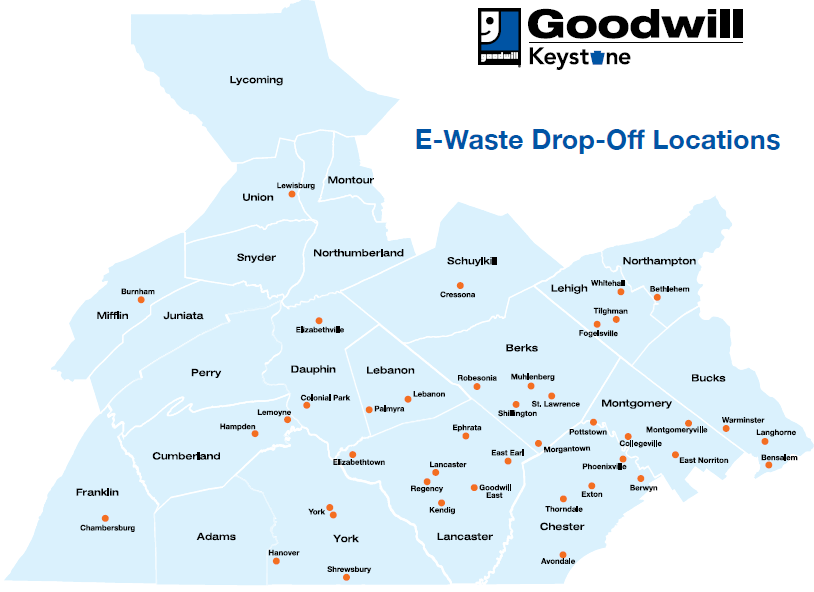 Goodwill
goodwill
Keystone
E-Waste Drop-Off Locations
Lycoming
Montour
Lewisburg
Union
Snyder
Northumberland
Schuylkill
Cressona
Northampton
Lehigh
Whitehall
Bethlehem
Tilghman
Fogelsville
Burnham
Mifflin
Juniata
Elizabethville
Perry
Dauphin
Lebanon
Berks
Bucks
Robesonia
Muhlenberg
St. Lawrence
Shillington
Colonial Park
Lebanon
Palmyra
Lemoyne
Hampden
Montgomery
Pottstown
Montgomeryville
Warminster
Langhorne
Bensalem
Collegeville
East Norriton
Ephrata
East Earl
Morgantown
Phoenixville
Berwyn
Exton
Thorndale
Cumberland
Elizabethtown
Lancaster
Regency
Goodwill
East
Kendig
Franklin
Chambersburg
Adams
York
York
Hanover
Shrewsbury
Lancaster
Chester
Avondale